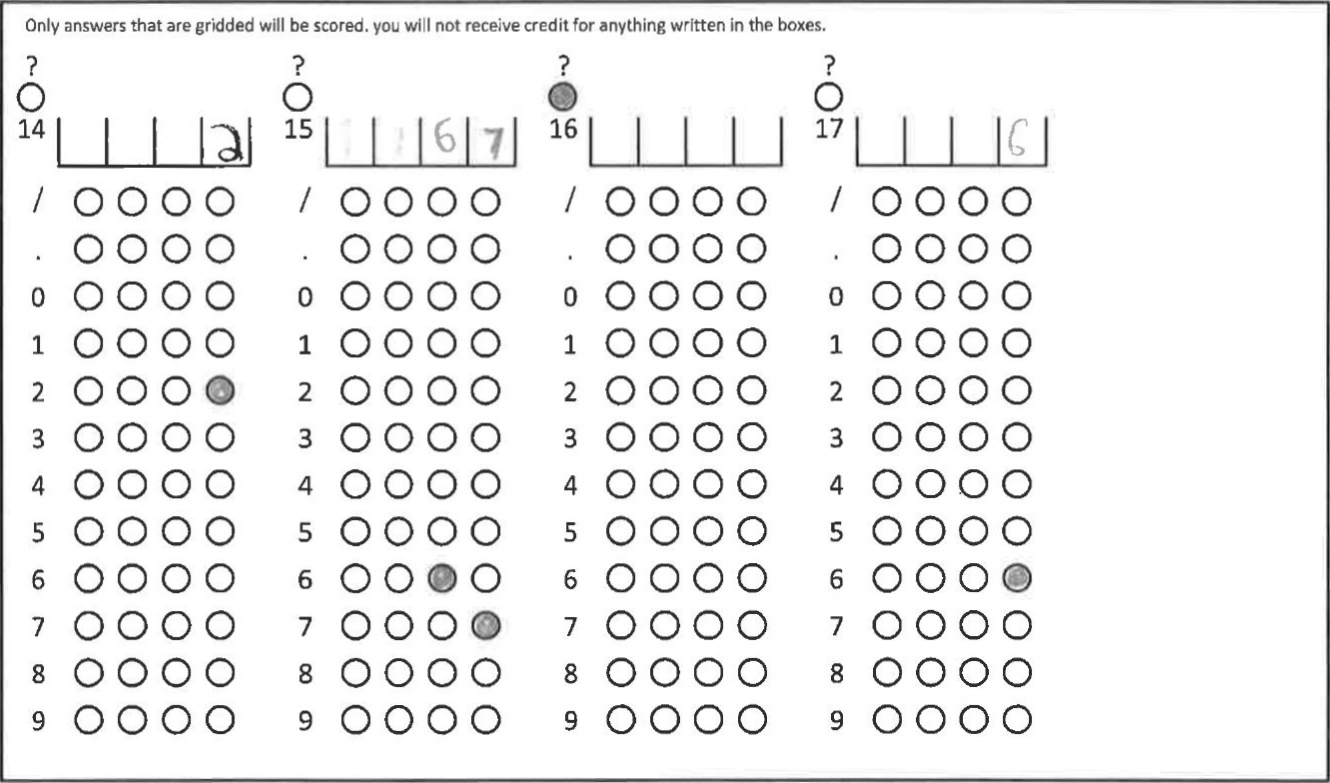 Only answers that are gridded will be scored. you will not receive credit for anything written in the boxes.
? ? ? ?
14 2 15 6 7 16 17 6
/ / / /
. . . .
0 0 0 0
1 1 1 1
2 2 2 2
3 3 3 3
4 4 4 4
5 5 5 5
6 6 6 6
7 7 7 7
8 8 8 8
9 9 9 9